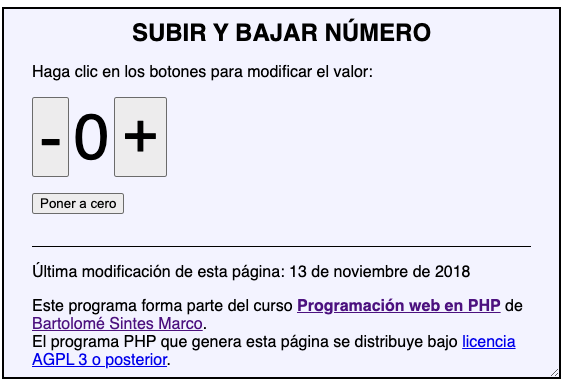 SUBIR Y BAJAR NÚMERO
Haga clic en los botones para modificar el valor:
- 0 +
Poner a cero
Última modificación de esta página: 13 de noviembre de 2018
Este programa forma parte del curso Programación web en PHP de
Bartolomé Sintes Marco.
El programa PHP que genera esta página se distribuye bajo licencia
AGPL 3 o posterior.